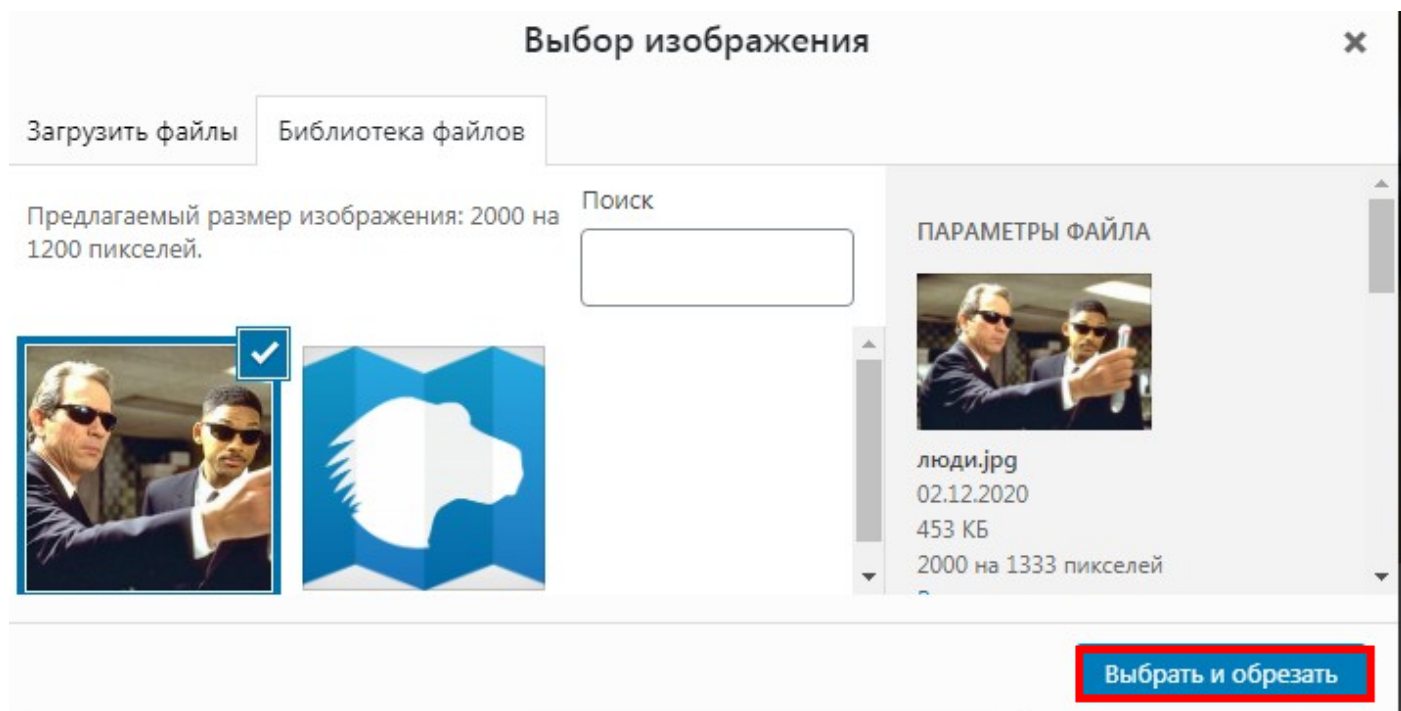 Выбор изображения
Загрузить файлы
Библиотека файлов
Предлагаемый размер изображения: 2000 на
1200 пикселей.
Поиск
ПАРАМЕТРЫ ФАЙЛА
люди.jpg
02.12.2020
453 КБ
2000 на 1333 пикселей
Выбрать и обрезать